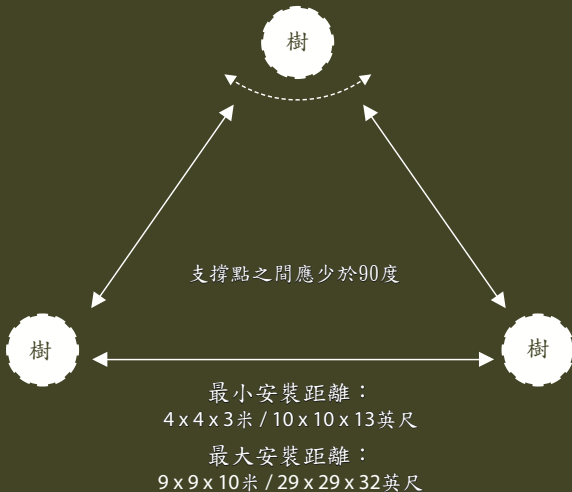 樹
支撐點之間應少於90度
樹
樹
最小安裝距離：
4 x 4 x 3米 / 10 x 10 x 13英尺
最大安裝距離：
9 x 9 x 10米 / 29 x 29 x 32英尺